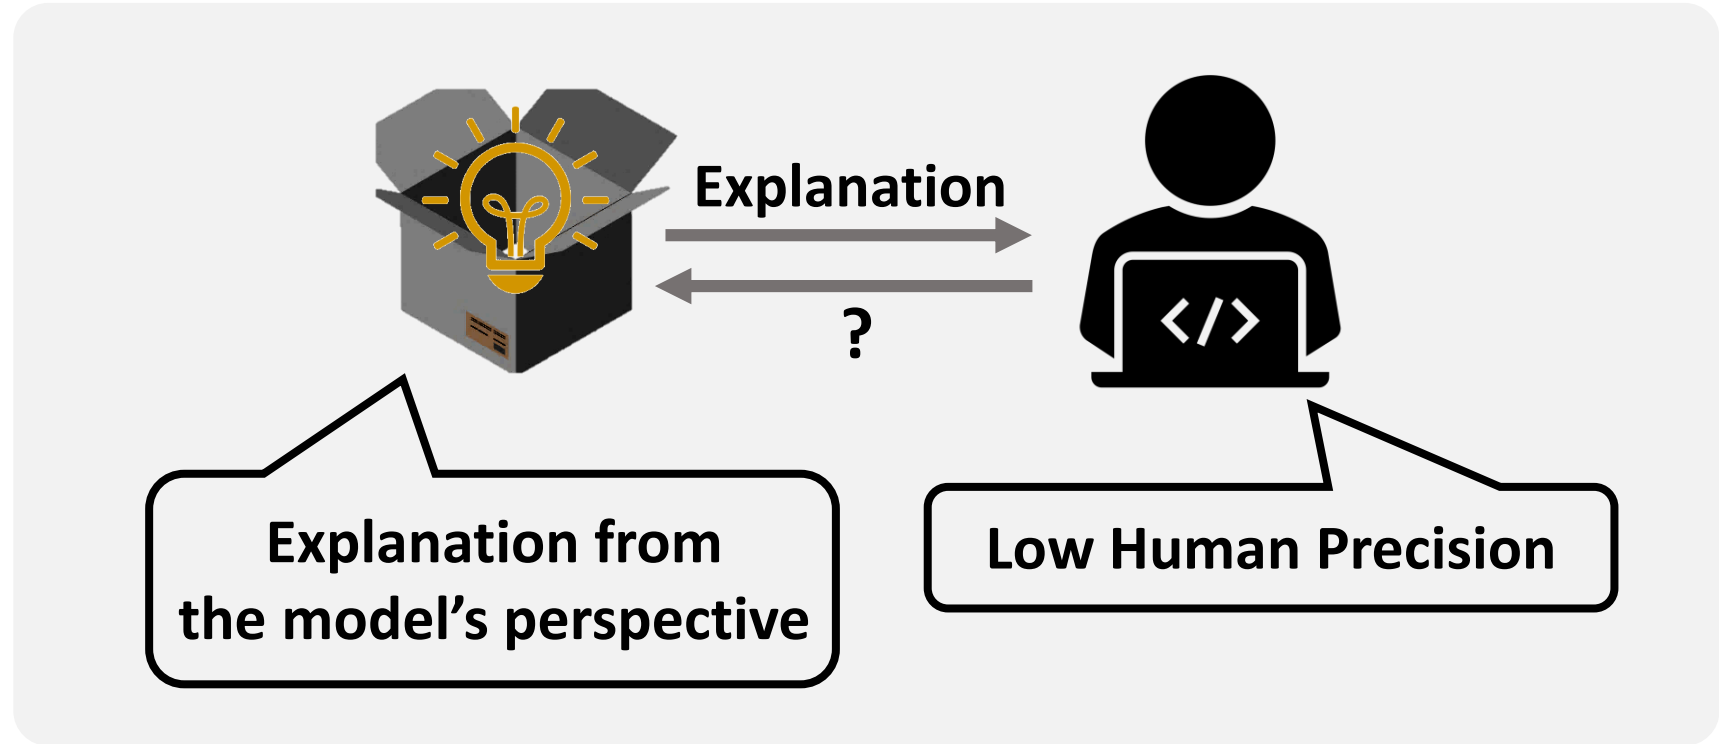 Explanation
?
</>
Explanation from
the model's perspective
Low Human Precision